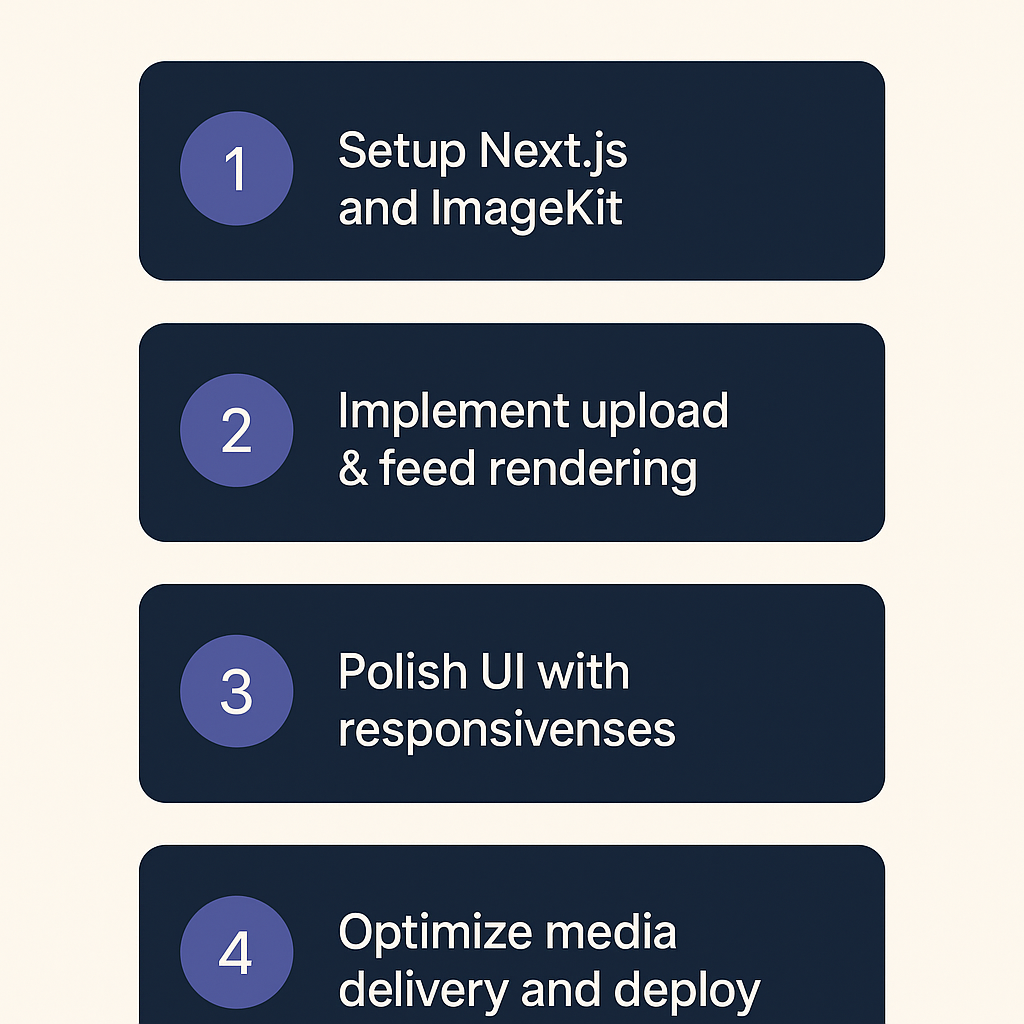 1
Setup Next.js
and ImageKit
2
Implement upload
& feed rendering
3
Polish UI with
responsivenses
4
Optimize media
delivery and deploy